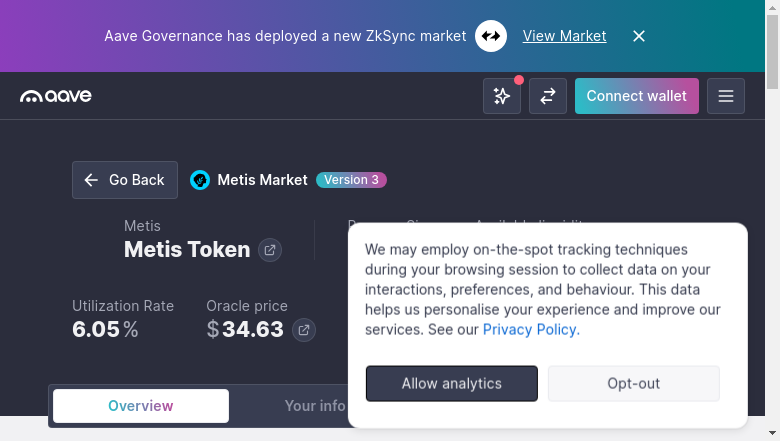 Aave Governance has deployed a new ZkSync market View Market
aave
Connect wallet
Go Back
Metis Market Version 3
Metis
Metis Token
Utilization Rate
6.05 %
Oracle price
$ 34.63
We may employ on-the-spot tracking techniques
during your browsing session to collect data on your
interactions, preferences, and behaviour. This data
helps us personalise your experience and improve our
services. See our Privacy Policy.
Allow analytics
Opt-out
Overview
Your info